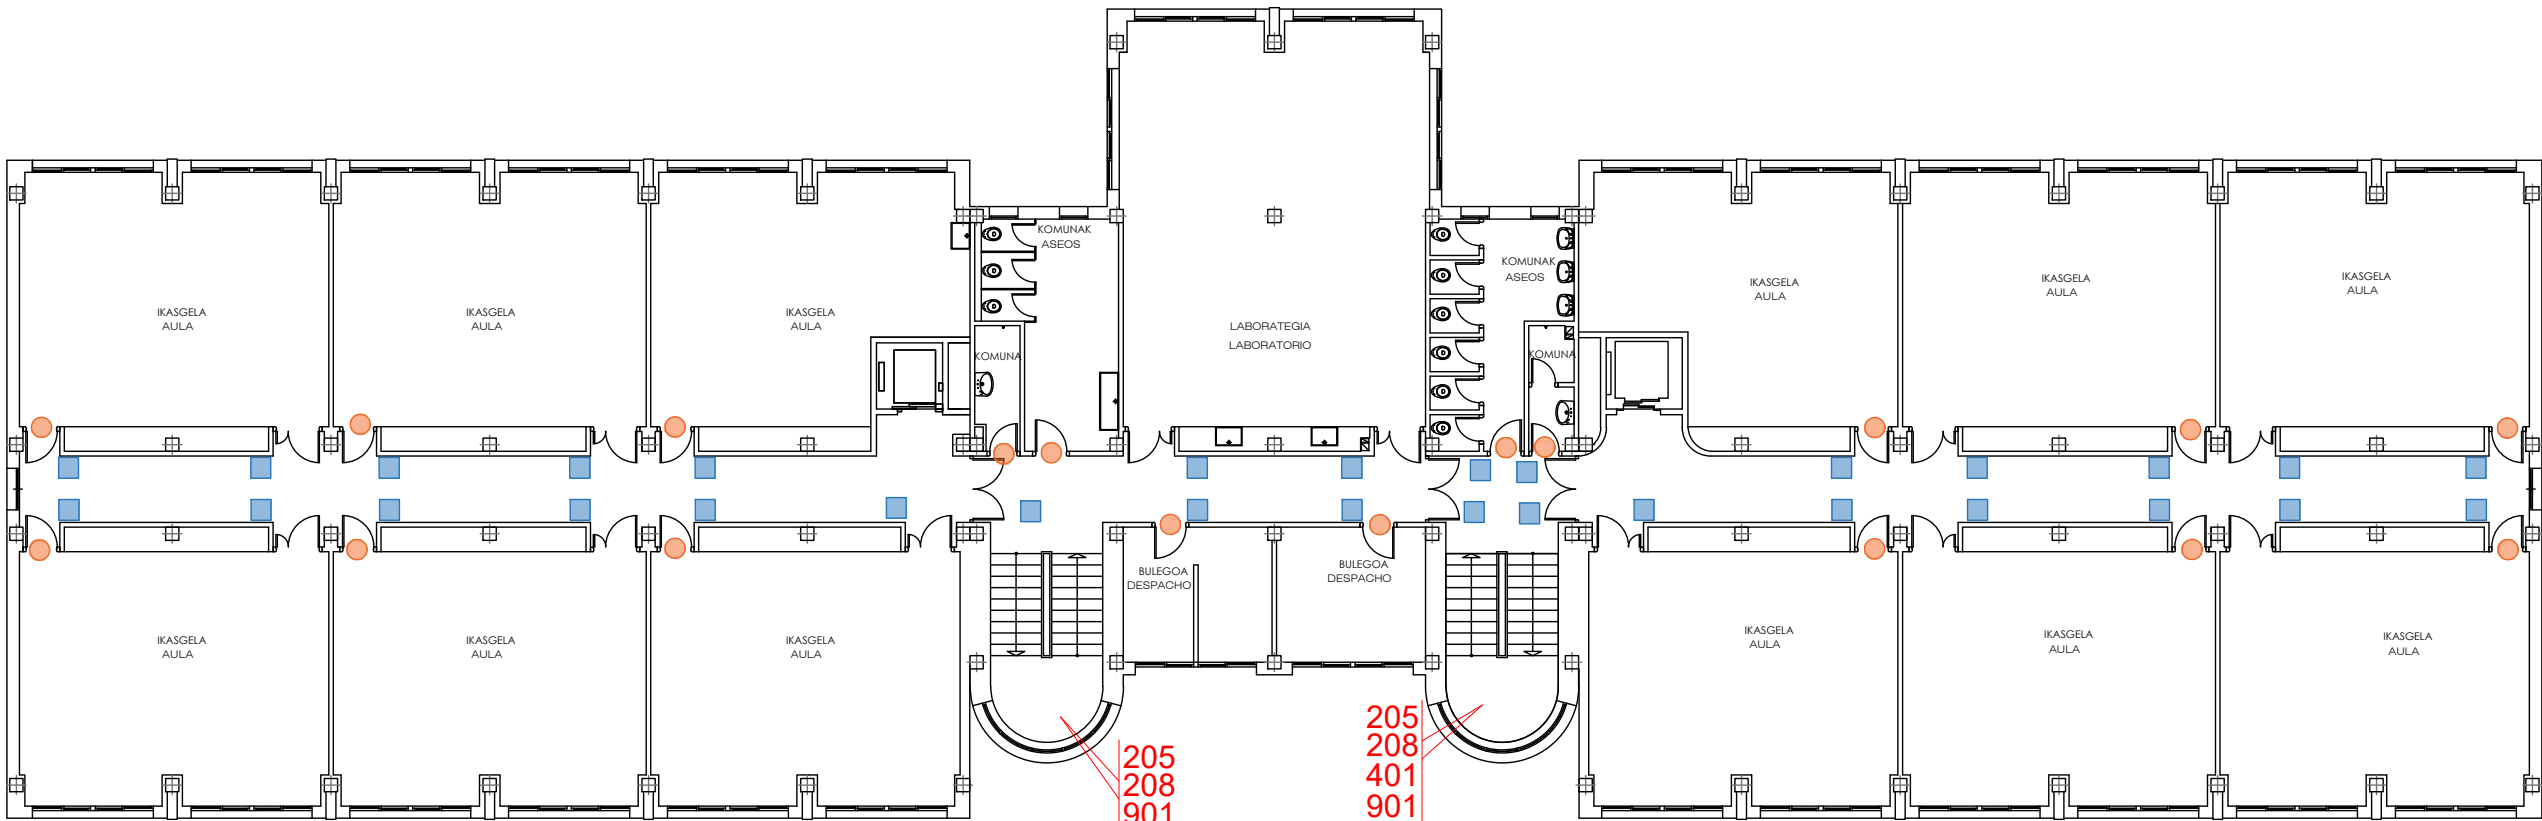 KOMUNAK
ASEOS
KOMUNAK
ASEOS
IKASGELA
AULA
IKASGELA
AULA
IKASGELA
AULA
IKASGELA
AULA
IKASGELA
AULA
IKASGELA
AULA
LABORATEGIA
LABORATORIO
KOMUNA
KOMUNA
BULEGOA
DESPACHO
BULEGOA
DESPACHO
IKASGELA
AULA
IKASGELA
AULA
IKASGELA
AULA
IKASGELA
AULA
IKASGELA
AULA
IKASGELA
AULA
205
208
901
205
208
401
901